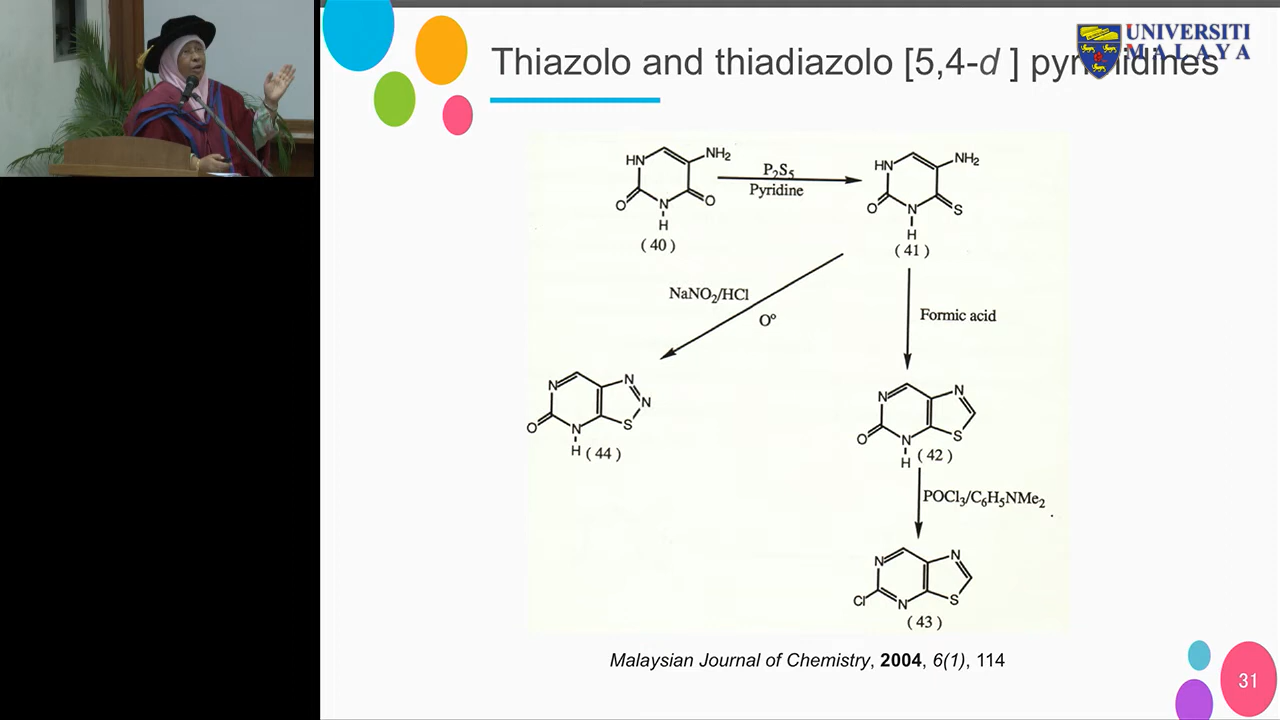 Thiazolo and thiadiazolo [5,4-d ] pyrimidines
UNIVERSITI
MALAYA
HN
NH₂
O
N
H
O
(40)
P₂S₅
Pyridine
HN
NH₂
O
N
H
S
(41)
NaNO₂/HCl
O°
Formic acid
N
N
N
O
N
H
S
(44)
N
N
O
N
H
S
(42)
POCl₃/C₆H₅NMe₂
N
N
Cl
N
S
(43)
Malaysian Journal of Chemistry, 2004, 6(1), 114
31